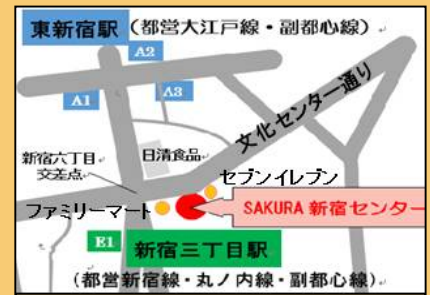 東新宿駅（都営大江戸線・副都心線）
A2
A1
A3
文化センター通り
新宿六丁目
交差点
日清食品
セブンイレブン
ファミリーマート
SAKURA 新宿センター
E1
新宿三丁目駅
（都営新宿線・丸ノ内線・副都心線）